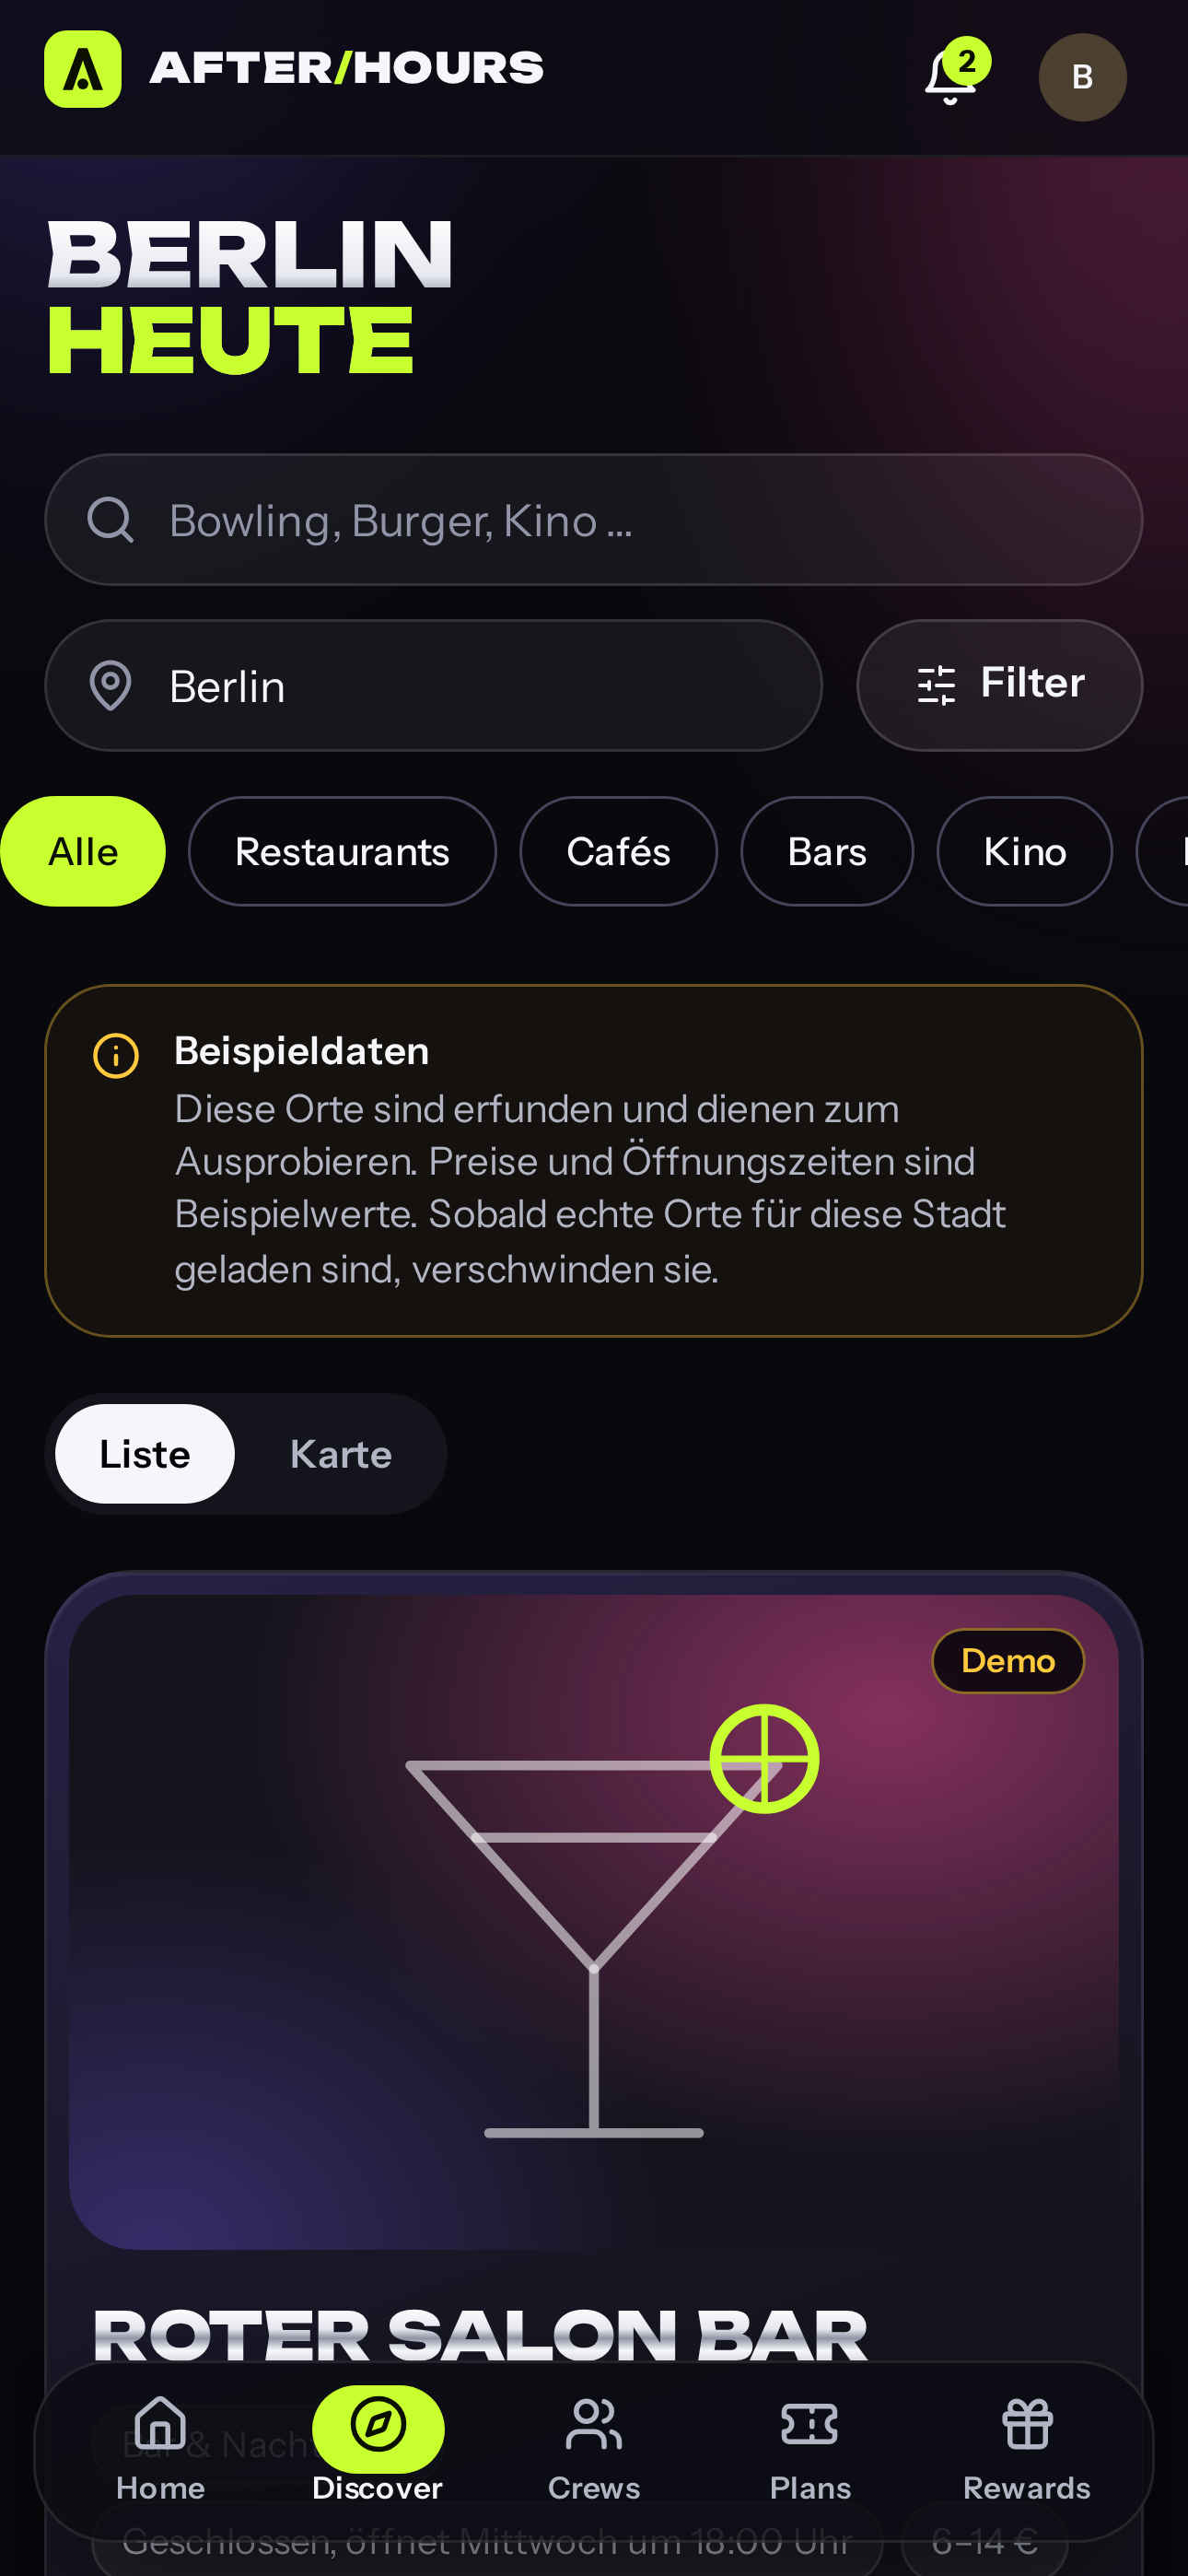 AFTER/HOURS
2
B
BERLIN
HEUTE
Bowling, Burger, Kino ...
Berlin
Filter
Alle
Restaurants
Cafés
Bars
Kino
Beispieldaten
Diese Orte sind erfunden und dienen zum
Ausprobieren. Preise und Öffnungszeiten sind
Beispielwerte. Sobald echte Orte für diese Stadt
geladen sind, verschwinden sie.
Liste
Karte
Demo
ROTER SALON BAR
Bar & Nacht
Home
Discover
Crews
Plans
Rewards
Geschlossen, öffnet Mittwoch um 18:00 Uhr
6–14 €